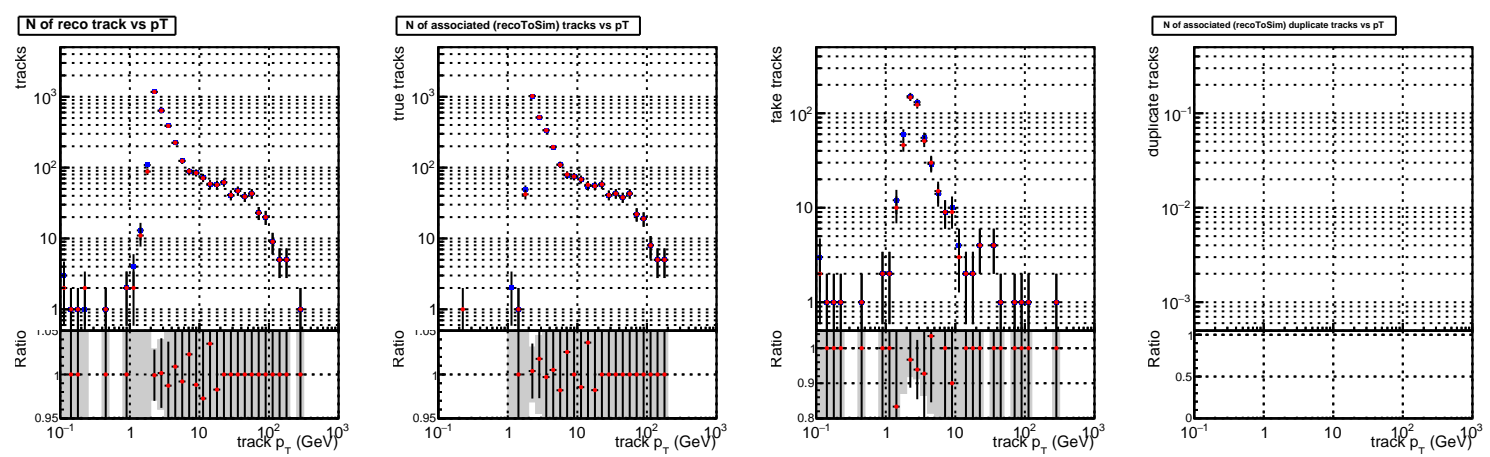 N of reco track vs pT
tracks
10³
10²
10
1
Ratio
1.05
1
0.95
10⁻¹ 1 10 10² 10³
track p_T (GeV)
N of associated (recoToSim) tracks vs pT
true tracks
10³
10²
10
1
Ratio
1.05
1
0.95
10⁻¹ 1 10 10² 10³
track p_T (GeV)
fake tracks
10²
10
1
Ratio
1
0.9
0.8
10⁻¹ 1 10 10² 10³
track p_T (GeV)
N of associated (recoToSim) duplicate tracks vs pT
duplicate tracks
10⁻¹
10⁻²
10⁻³
Ratio
1
0.5
0
10⁻¹ 1 10 10² 10³
track p_T (GeV)